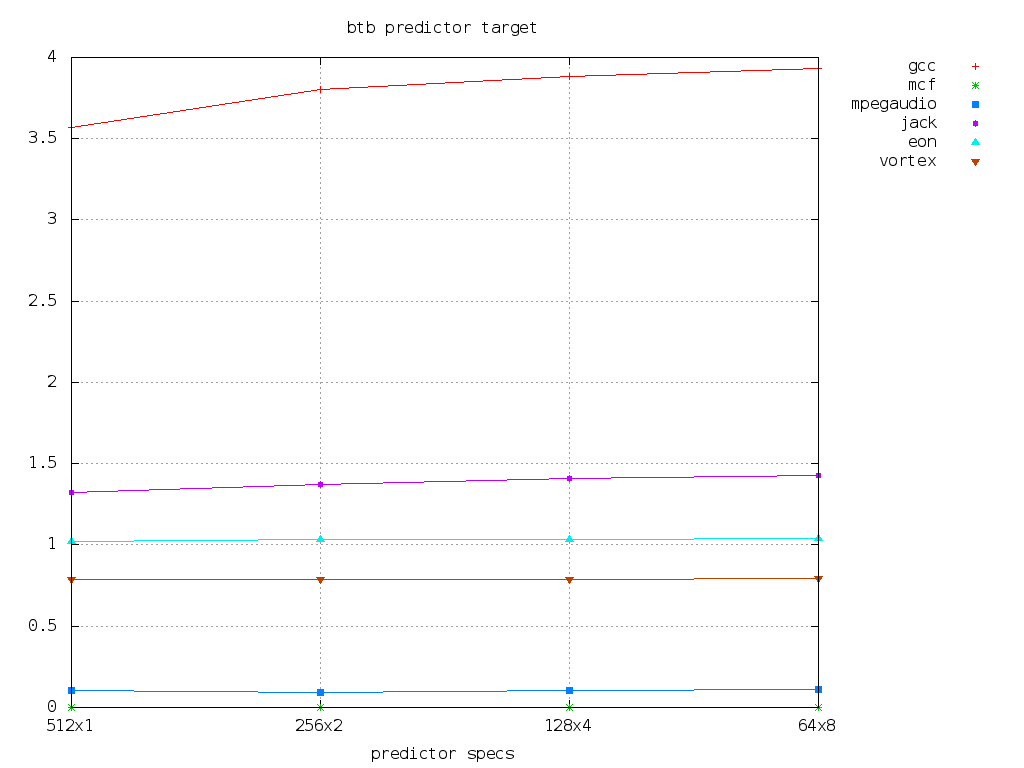 btb predictor target
4
3.5
3
2.5
2
1.5
1
0.5
0
512x1 256x2 128x4 64x8
predictor specs
gcc
mcf
mpegaudio
jack
eon
vortex